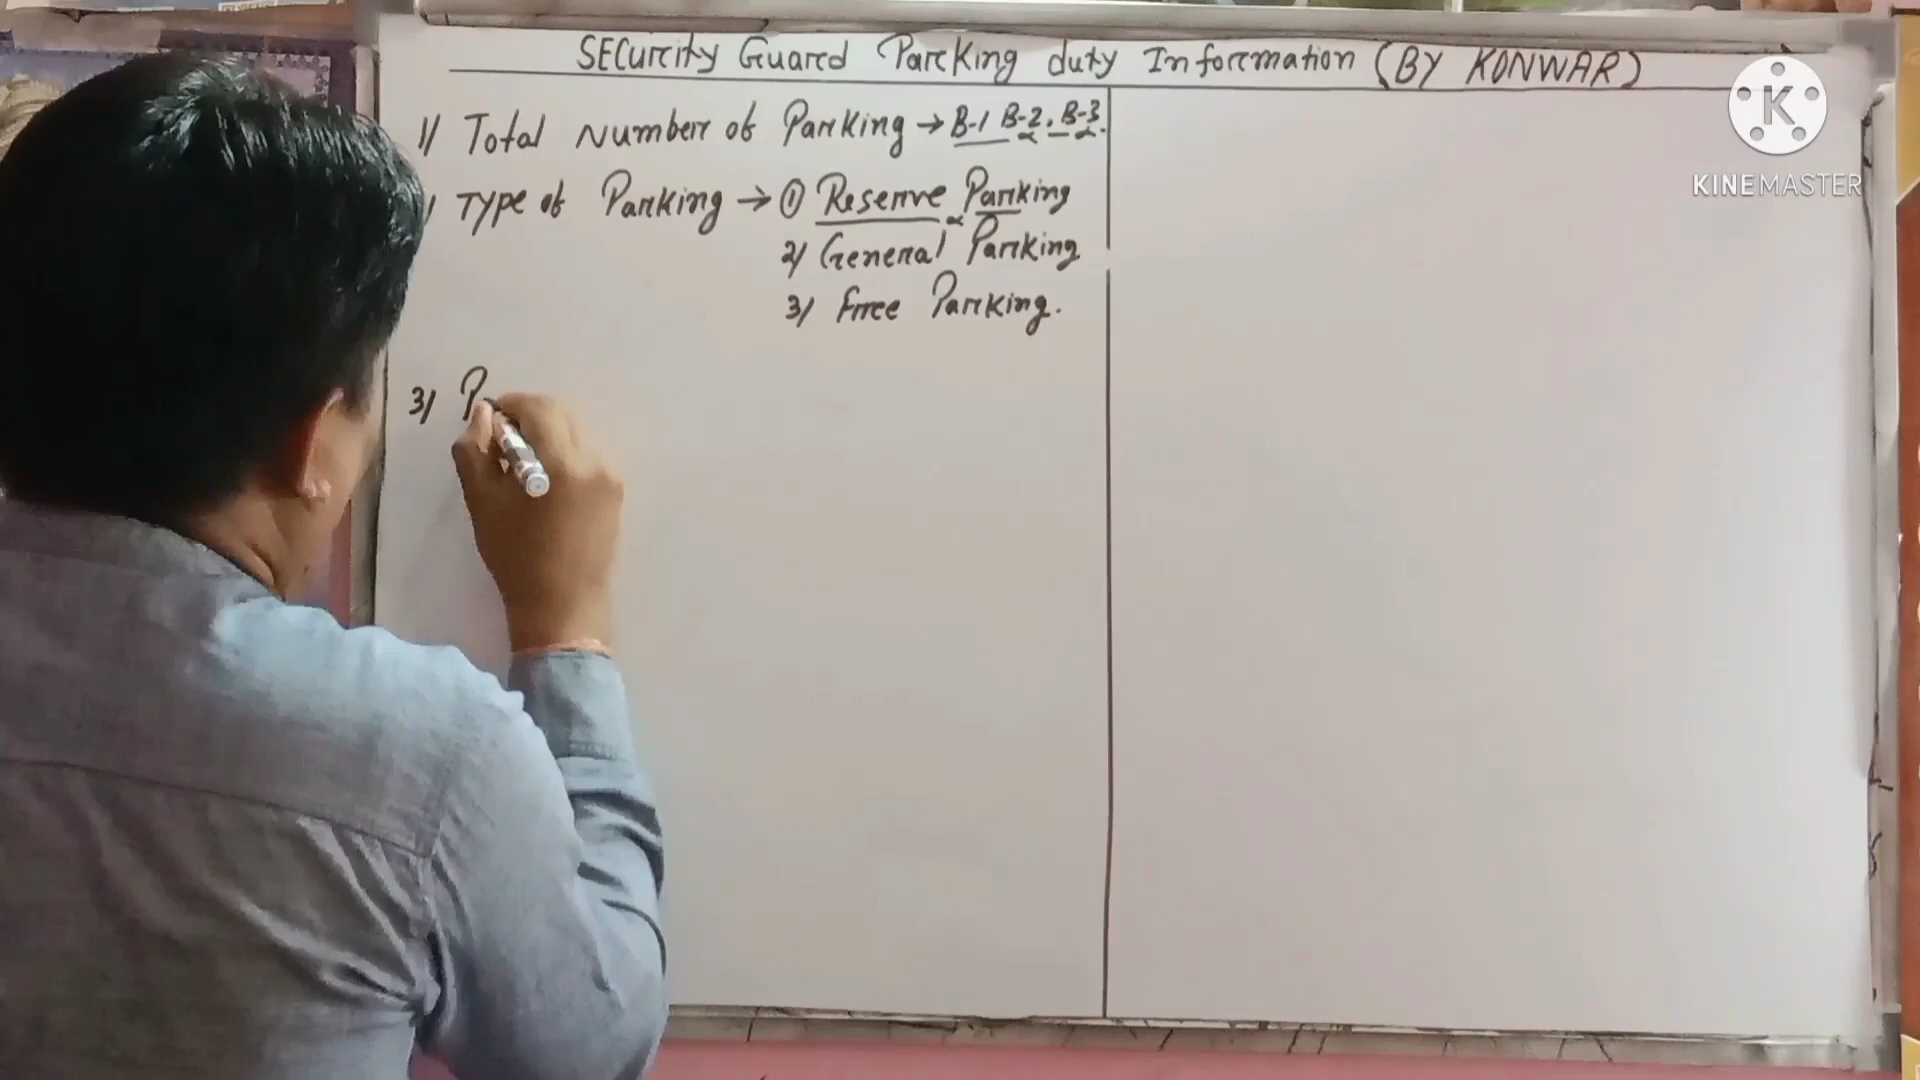 SECURITY Guard Parking duty Information (BY KONWAR)
1) Total Number of Parking → B-1 B-2, B-3.
) Type of Parking → ① Reserve Parking
2) General Parking
3) Free Parking.
3) P
K
KINEMASTER